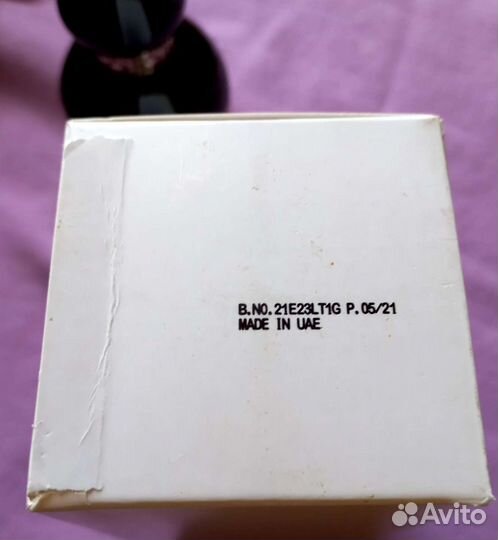 B.NO.21E23LT1G P.05/21
MADE IN UAE
Avito